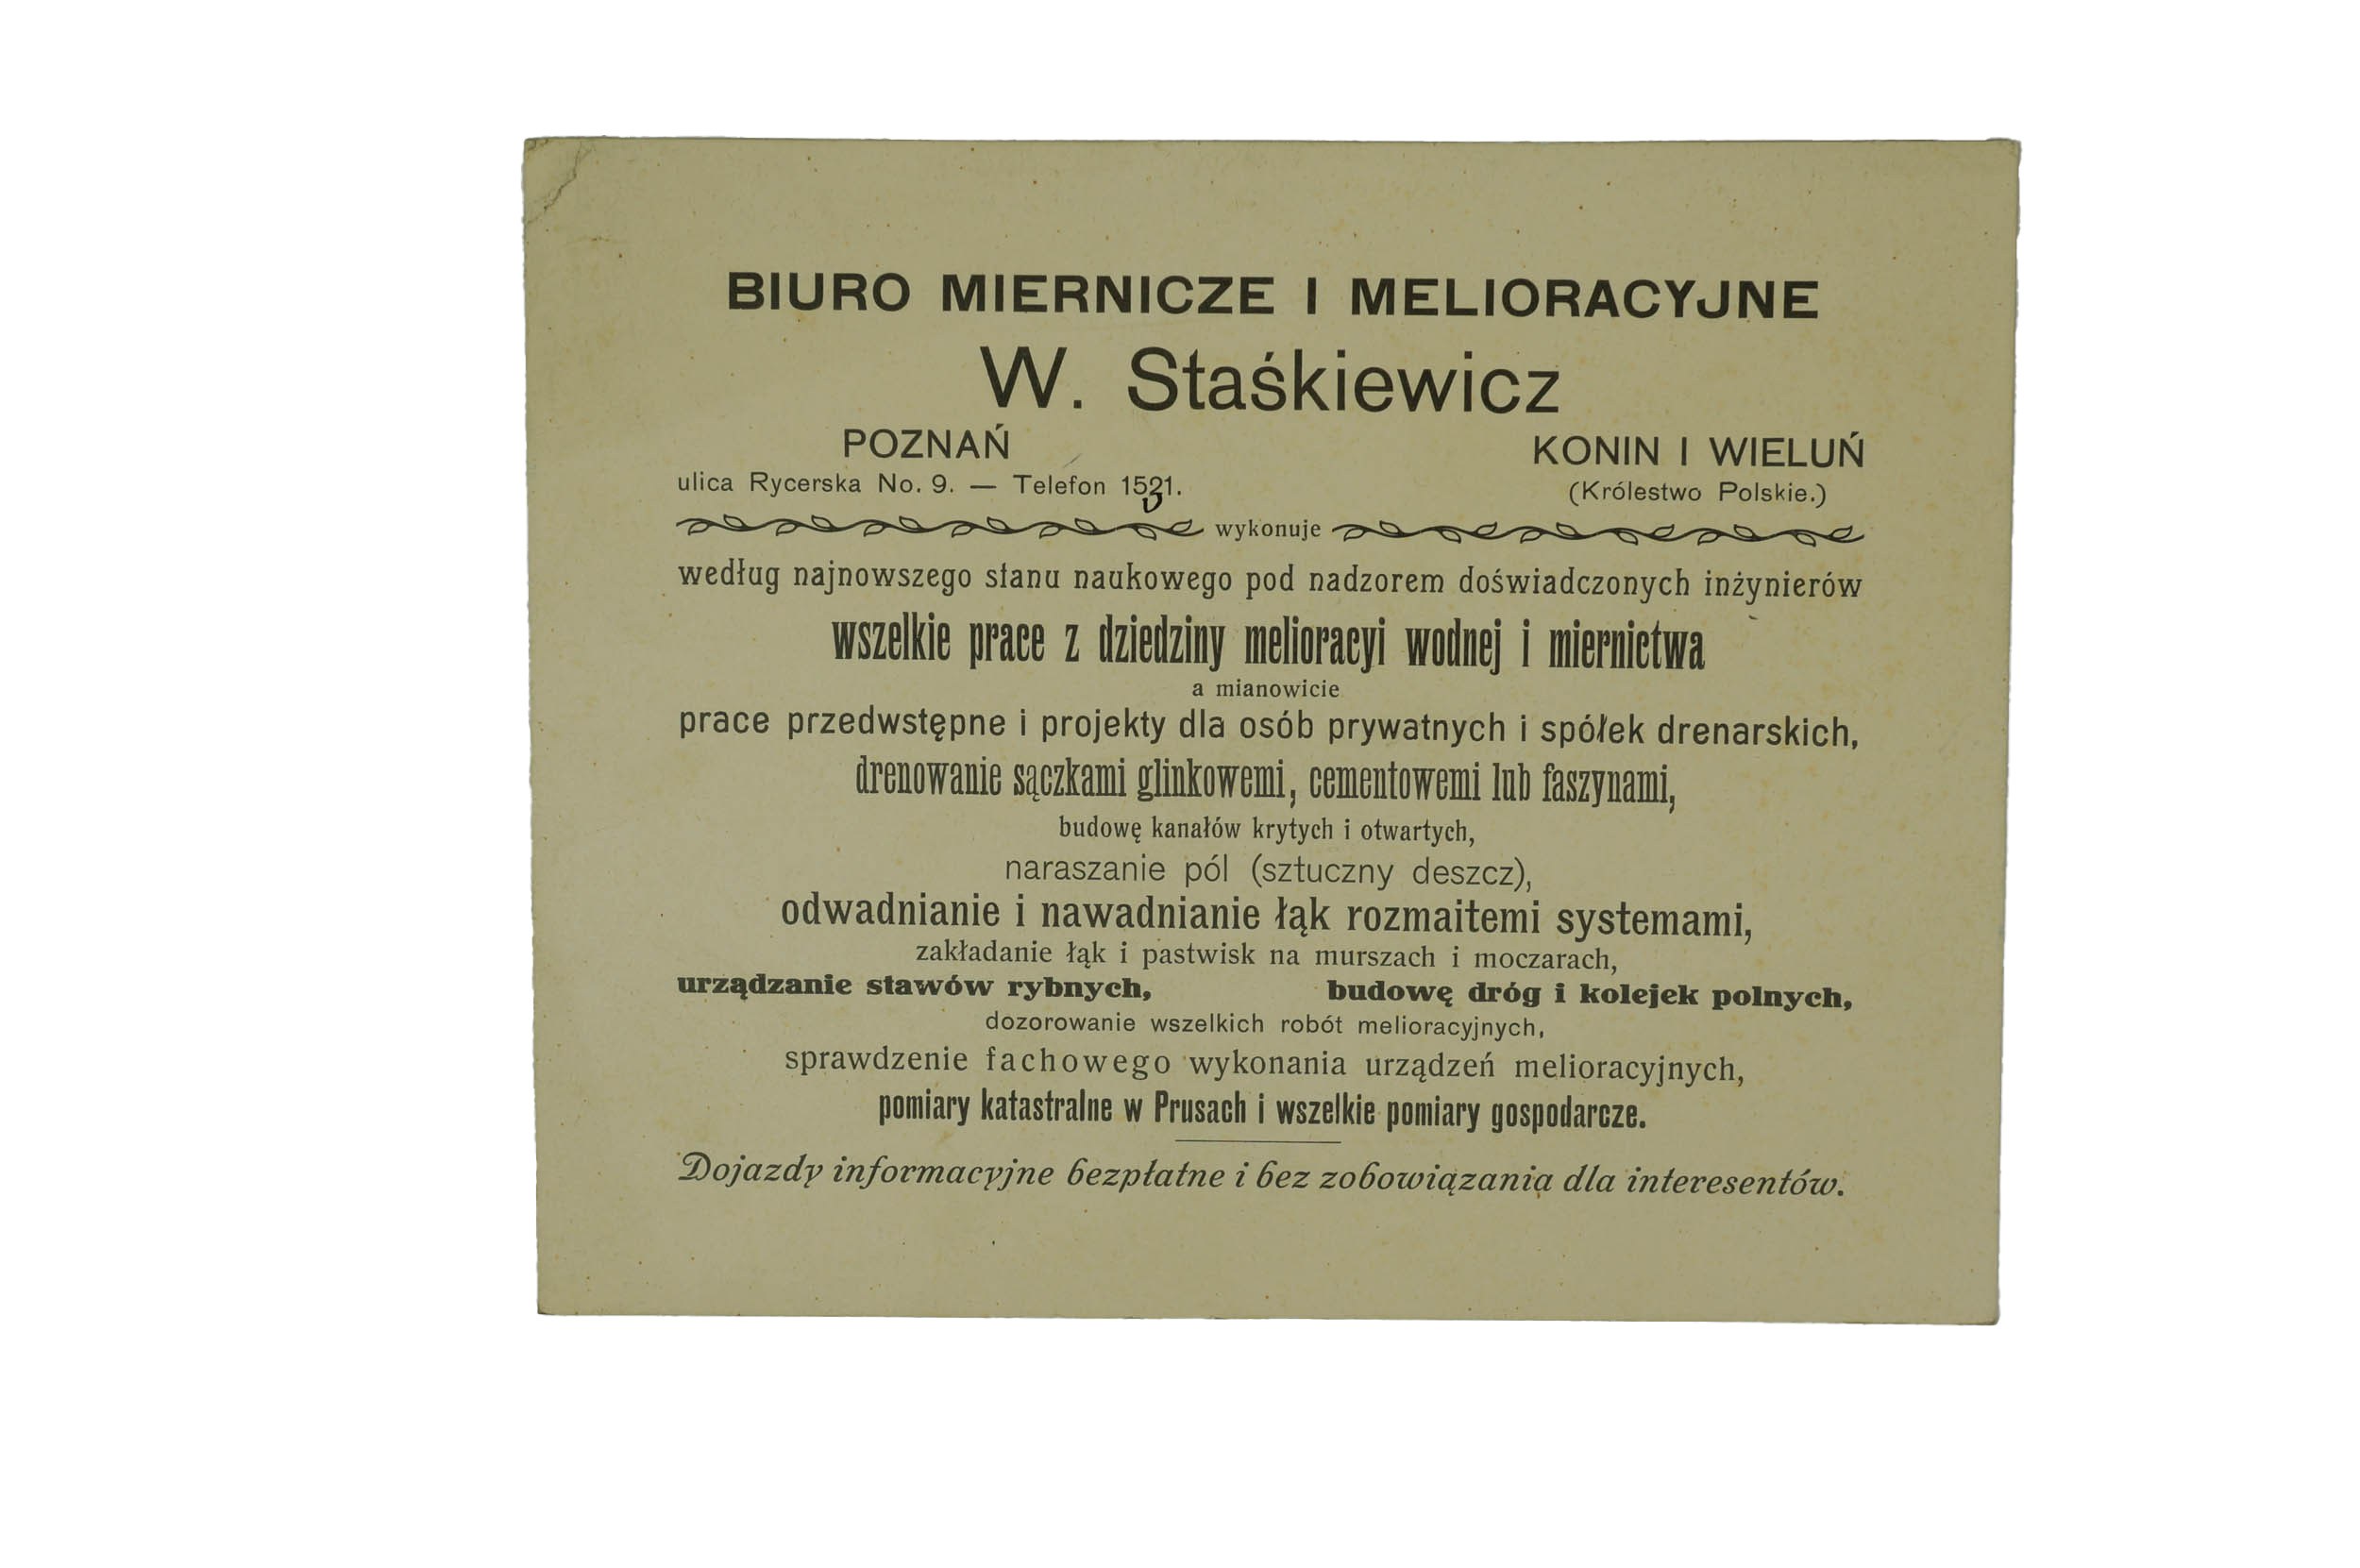 BIURO MIERNICZE I MELIORACYJNE
W. Staśkiewicz
POZNAŃ KONIN I WIELUŃ
ulica Rycerska No. 9. — Telefon 1531. (Królestwo Polskie.)
wykonuje
według najnowszego stanu naukowego pod nadzorem doświadczonych inżynierów
wszelkie prace z dziedziny melioracyi wodnej i miernictwa
a mianowicie
prace przedwstępne i projekty dla osób prywatnych i spółek drenarskich,
drenowanie sączkami glinkowemi, cementowemi lub faszynami,
budowę kanałów krytych i otwartych,
naraszanie pól (sztuczny deszcz),
odwadnianie i nawadnianie łąk rozmaitemi systemami,
zakładanie łąk i pastwisk na murszach i moczarach,
urządzanie stawów rybnych, budowę dróg i kolejek polnych,
dozorowanie wszelkich robót melioracyjnych,
sprawdzenie fachowego wykonania urządzeń melioracyjnych,
pomiary katastralne w Prusach i wszelkie pomiary gospodarcze.
Dojazdy informacyjne bezpłatne i bez zobowiązania dla interesentów.